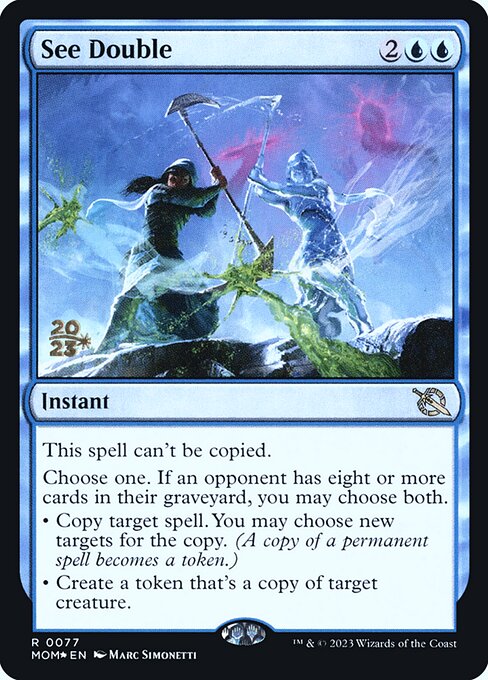 See Double 2
20
23
Instant
This spell can't be copied.
Choose one. If an opponent has eight or more
cards in their graveyard, you may choose both.
• Copy target spell. You may choose new
targets for the copy. (A copy of a permanent
spell becomes a token.)
• Create a token that's a copy of target
creature.
R 0077
MOM★EN Marc Simonetti
™ & © 2023 Wizards of the Coast